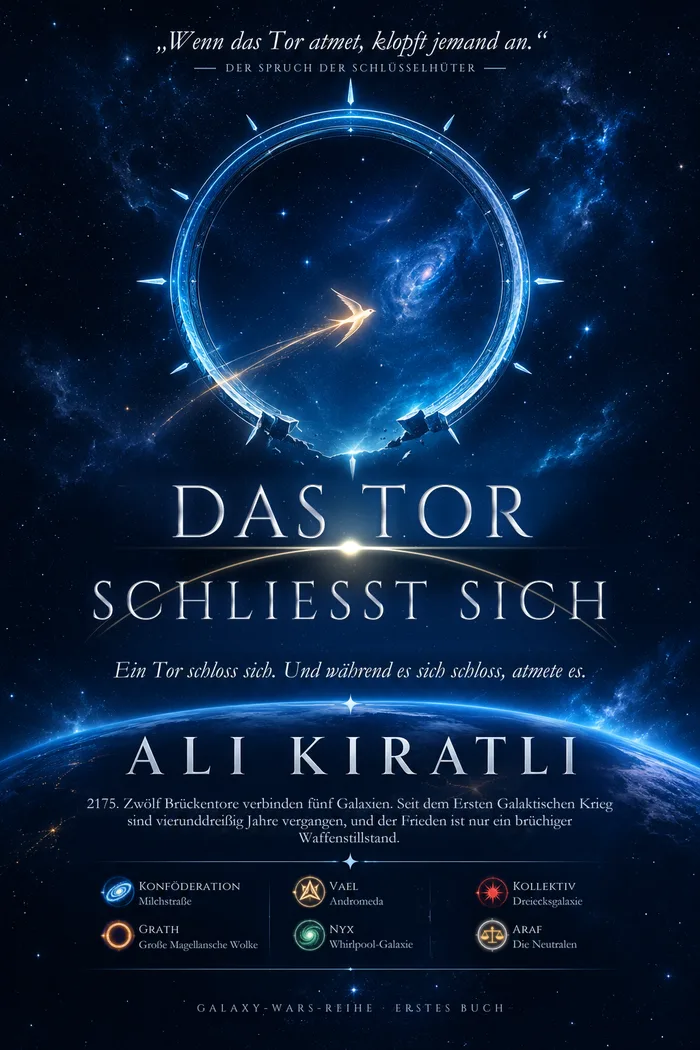 „Wenn das Tor atmet, klopft jemand an.“
DER SPRUCH DER SCHLÜSSELHÜTER
DAS TOR
SCHLIESST SICH
Ein Tor schloss sich. Und während es sich schloss, atmete es.
ALI KIRATLI
2175. Zwölf Brückentore verbinden fünf Galaxien. Seit dem Ersten Galaktischen Krieg
sind vierunddreißig Jahre vergangen, und der Frieden ist nur ein brüchiger
Waffenstillstand.
KONFÖDERATION
Milchstraße
VAEL
Andromeda
KOLLEKTIV
Dreiecksgalaxie
GRATH
Große Magellansche Wolke
NYX
Whirlpool-Galaxie
ARAF
Die Neutralen
GALAXY-WARS-REIHE · ERSTES BUCH